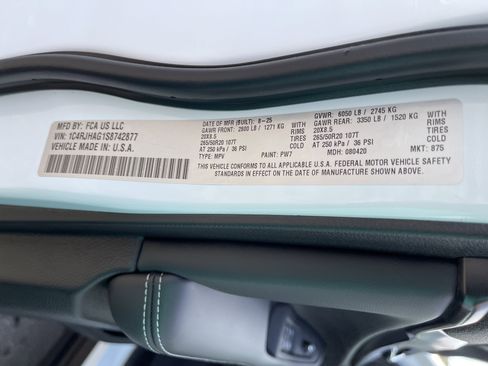 MFD BY: FCA US LLC
VIN: 1C4RJHAG1S8742877
VEHICLE MADE IN: U.S.A.
DATE OF MFR (BUILT): 8-25
GVWR: 6050 LB / 2745 KG
GAWR FRONT: 2800 LB / 1271 KG WITH
GAWR REAR: 3350 LB / 1520 KG WITH
20X8.5 RIMS
20X8.5 RIMS
265/50R20 107T TIRES
265/50R20 107T TIRES
AT 250 kPa / 36 PSI COLD
AT 250 kPa / 36 PSI COLD
TYPE: MPV PAINT: PW7 MDH: 080420 MKT: 875
THIS VEHICLE CONFORMS TO ALL APPLICABLE U.S.A. FEDERAL MOTOR VEHICLE SAFETY
STANDARDS IN EFFECT ON THE DATE OF MANUFACTURE SHOWN ABOVE.